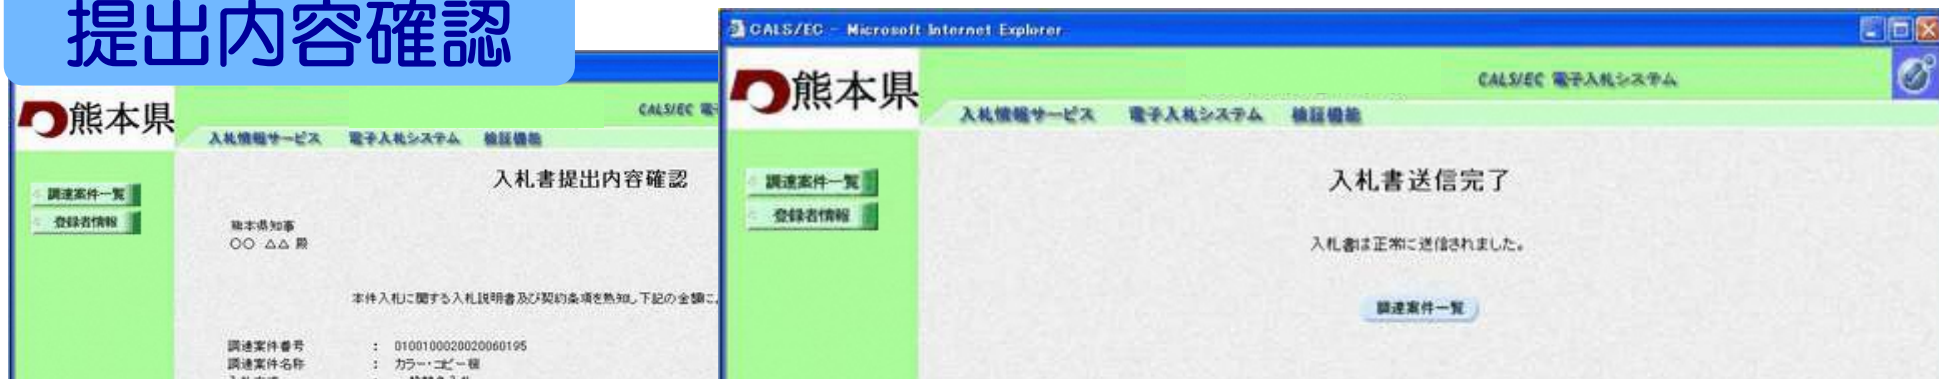 提出内容確認
熊本県
CALS/EC 電子
入札情報サービス 電子入札システム 検証機能
調達案件一覧
登録者情報
入札書提出内容確認
熊本県知事
〇〇 △△ 殿
本件入札に関する入札説明書及び契約条項を熟知し、下記の金額に
調達案件番号 : 0100100020020060195
調達案件名称 : カラー・コピー機
CALS/EC - Microsoft Internet Explorer
熊本県
CALS/EC 電子入札システム
入札情報サービス 電子入札システム 検証機能
調達案件一覧
登録者情報
入札書送信完了
入札書は正常に送信されました。
調達案件一覧